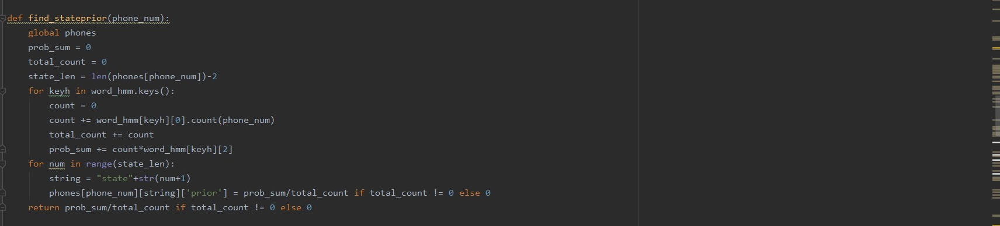 def find_stateprior(phone_num):
    global phones
    prob_sum = 0
    total_count = 0
    state_len = len(phones[phone_num])-2
    for keyh in word_hmm.keys():
        count = 0
        count += word_hmm[keyh][0].count(phone_num)
        total_count += count
        prob_sum += count*word_hmm[keyh][2]
    for num in range(state_len):
        string = "state"+str(num+1)
        phones[phone_num][string]['prior'] = prob_sum/total_count if total_count != 0 else 0
    return prob_sum/total_count if total_count != 0 else 0